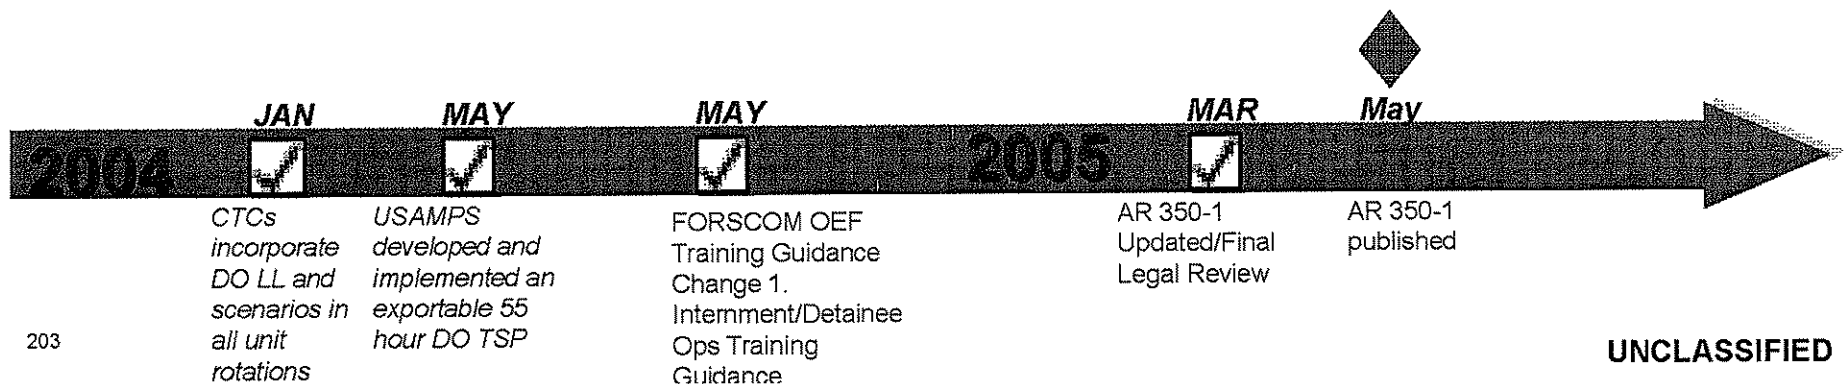 JAN
MAY
MAY
MAR
May
2004
2005
CTCs
incorporate
DO LL and
scenarios in
all unit
rotations
USAMPS
developed and
implemented an
exportable 55
hour DO TSP
FORSCOM OEF
Training Guidance
Change 1.
Internment/Detainee
Ops Training
Guidance
AR 350-1
Updated/Final
Legal Review
AR 350-1
published
203
UNCLASSIFIED